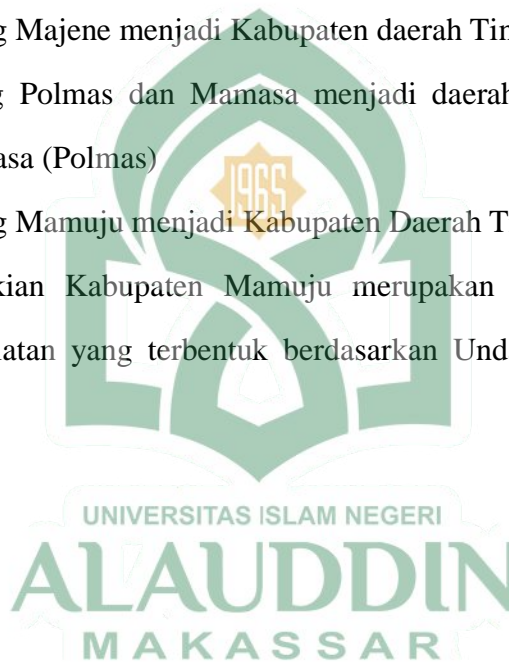 g Majene menjadi Kabupaten daerah Tin
g Polmas dan Mamasa menjadi daerah
asa (Polmas)
1965
g Mamuju menjadi Kabupaten Daerah T
kian Kabupaten Mamuju merupakan
latan yang terbentuk berdasarkan Und
UNIVERSITAS ISLAM NEGERI
ALAUDDIN
MAKASSAR